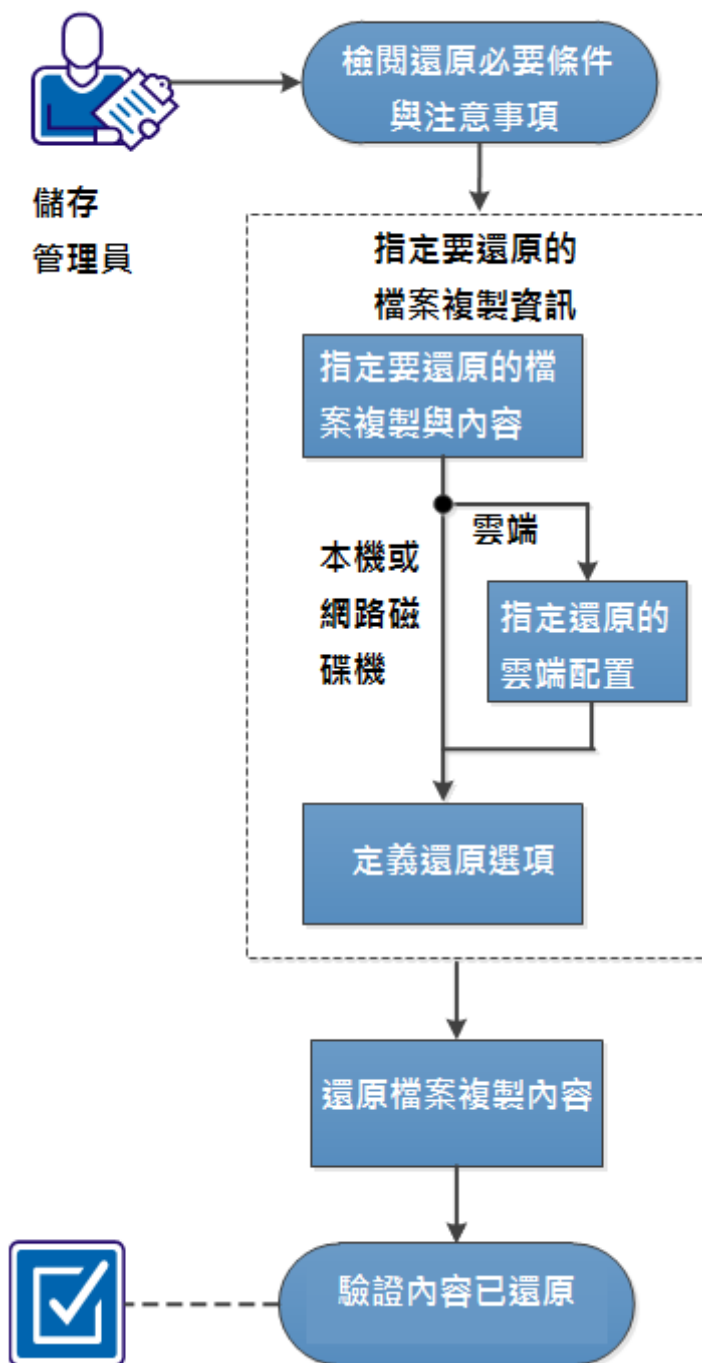 檢閱還原必要條件
與注意事項
儲存
管理員
指定要還原的
檔案複製資訊
指定要還原的檔
案複製與內容
雲端
本機或
網路磁
碟機
指定還原的
雲端配置
定義還原選項
還原檔案複製內容
驗證內容已還原